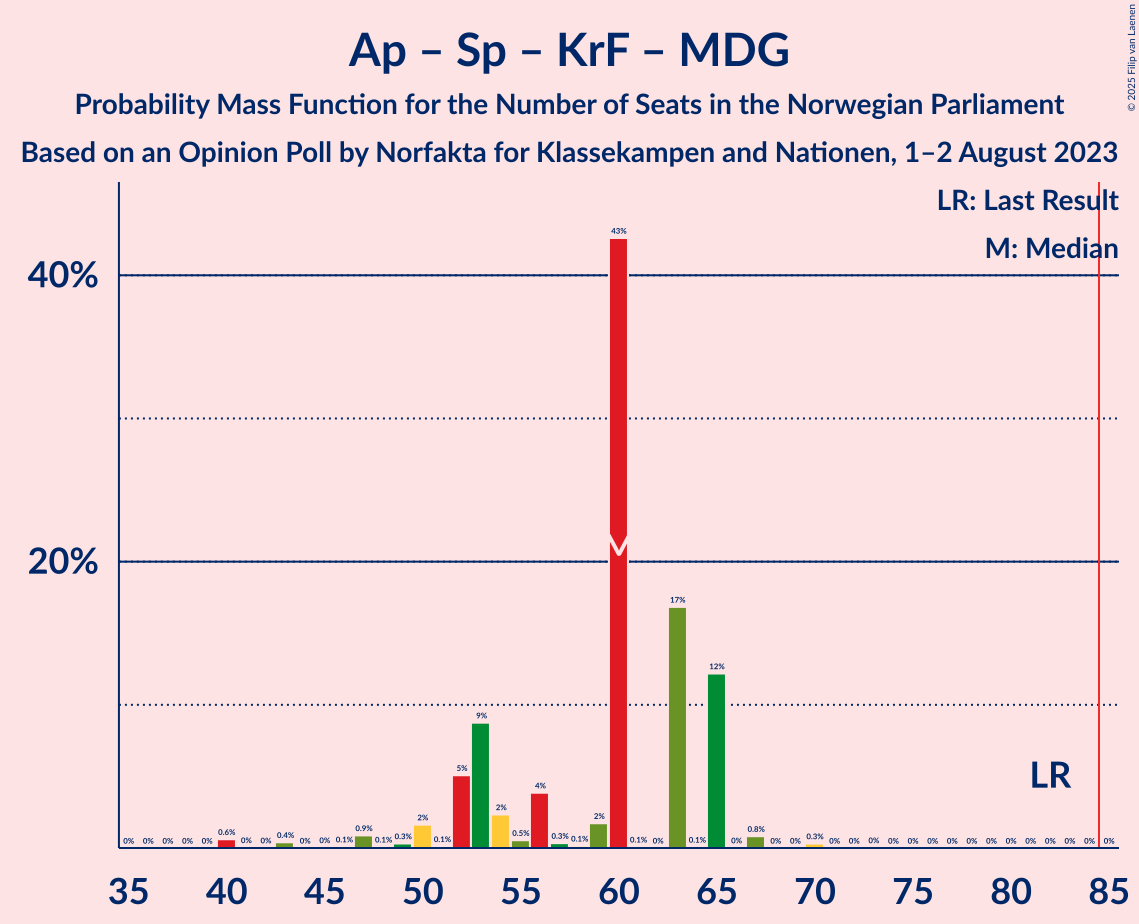 Ap – Sp – KrF – MDG
Probability Mass Function for the Number of Seats in the Norwegian Parliament
Based on an Opinion Poll by Norfakta for Klassekampen and Nationen, 1–2 August 2023
© 2025 Filip van Laenen
LR: Last Result
M: Median
40%
20%
43%
17%
12%
9%
5%
4%
2%
2%
2%
0% 0% 0% 0% 0% 0.6% 0% 0% 0.4% 0% 0% 0.1% 0.9% 0.1% 0.3% 0.1% 0.5% 0.3% 0.1% 0.1% 0% 0.1% 0% 0.8% 0% 0% 0.3% 0% 0% 0% 0% 0% 0% 0% 0% 0% 0% 0% 0% 0% 0% 0%
M
LR
35 40 45 50 55 60 65 70 75 80 85